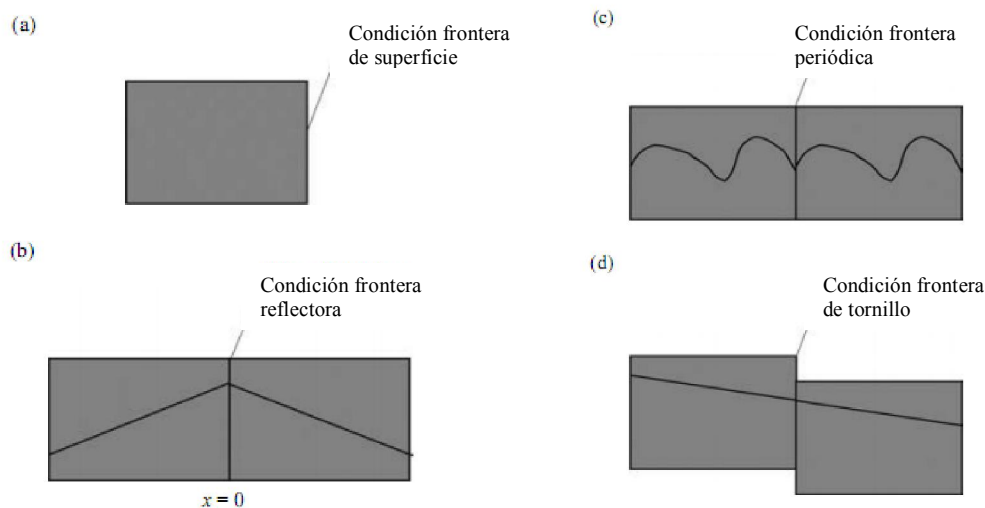 (a)
Condición frontera
de superficie
(b)
Condición frontera
reflectora
x = 0
(c)
Condición frontera
periódica
(d)
Condición frontera
de tornillo